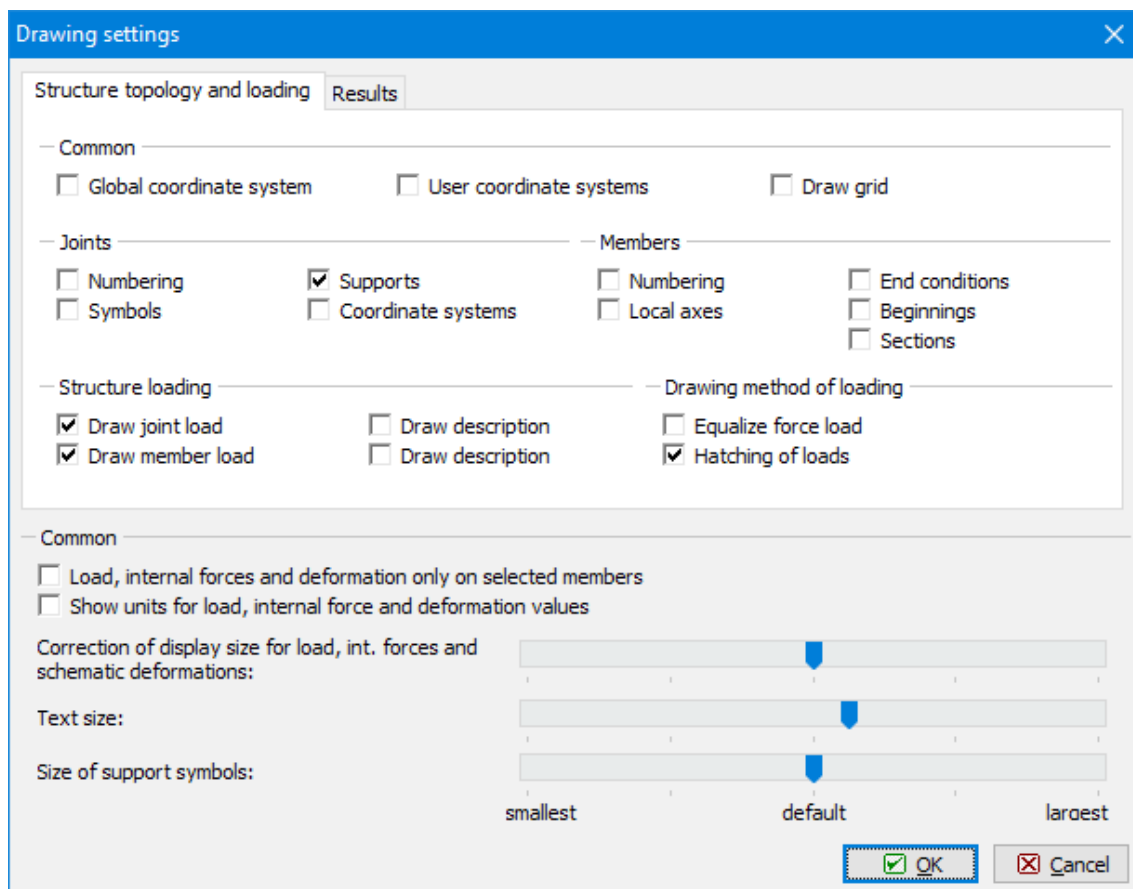 Drawing settings
Structure topology and loading Results
Common
Global coordinate system User coordinate systems Draw grid
Joints Members
Numbering Supports Numbering End conditions
Symbols Coordinate systems Local axes Beginnings
Sections
Structure loading Drawing method of loading
Draw joint load Draw description Equalize force load
Draw member load Draw description Hatching of loads
Common
Load, internal forces and deformation only on selected members
Show units for load, internal force and deformation values
Correction of display size for load, int. forces and
schematic deformations:
Text size:
Size of support symbols:
smallest default largest
OK Cancel